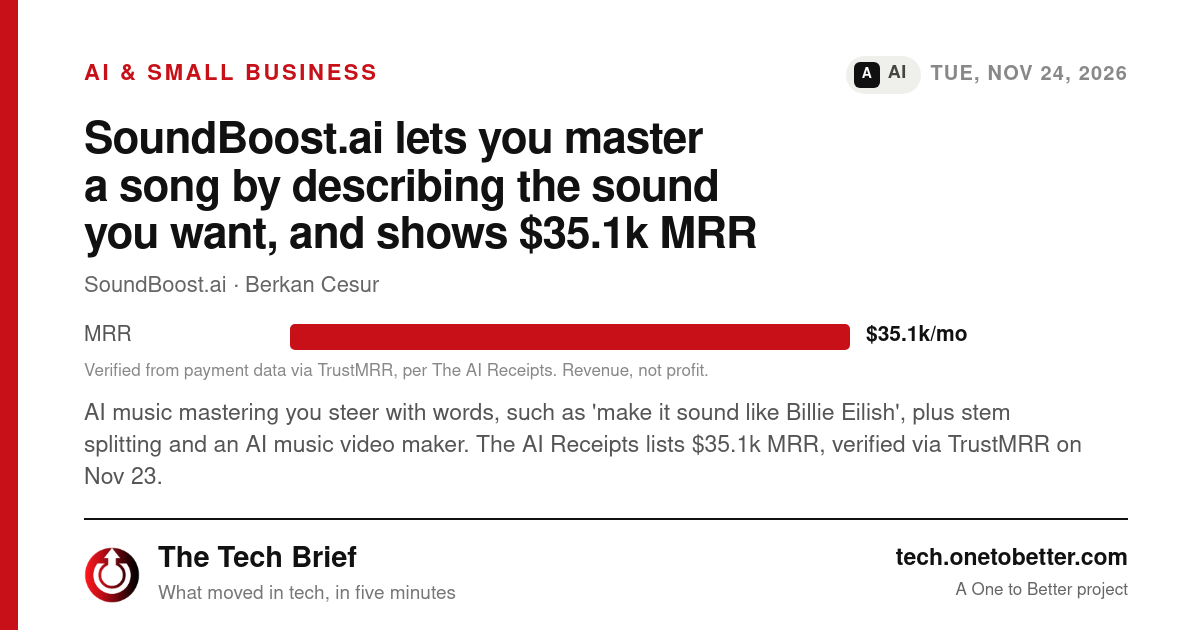 AI & SMALL BUSINESS
A AI TUE, NOV 24, 2026
SoundBoost.ai lets you master
a song by describing the sound
you want, and shows $35.1k MRR
SoundBoost.ai · Berkan Cesur
MRR $35.1k/mo
Verified from payment data via TrustMRR, per The AI Receipts. Revenue, not profit.
AI music mastering you steer with words, such as 'make it sound like Billie Eilish', plus stem
splitting and an AI music video maker. The AI Receipts lists $35.1k MRR, verified via TrustMRR on
Nov 23.
The Tech Brief
What moved in tech, in five minutes
tech.onetobetter.com
A One to Better project